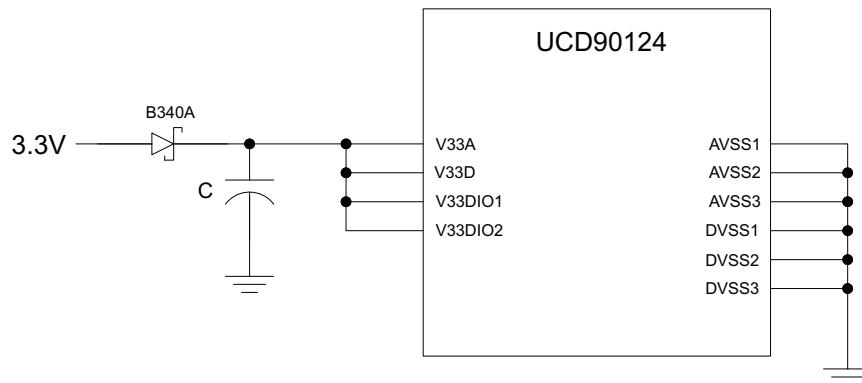 UCD90124
B340A
3.3V
C
V33A
V33D
V33DIO1
V33DIO2
AVSS1
AVSS2
AVSS3
DVSS1
DVSS2
DVSS3